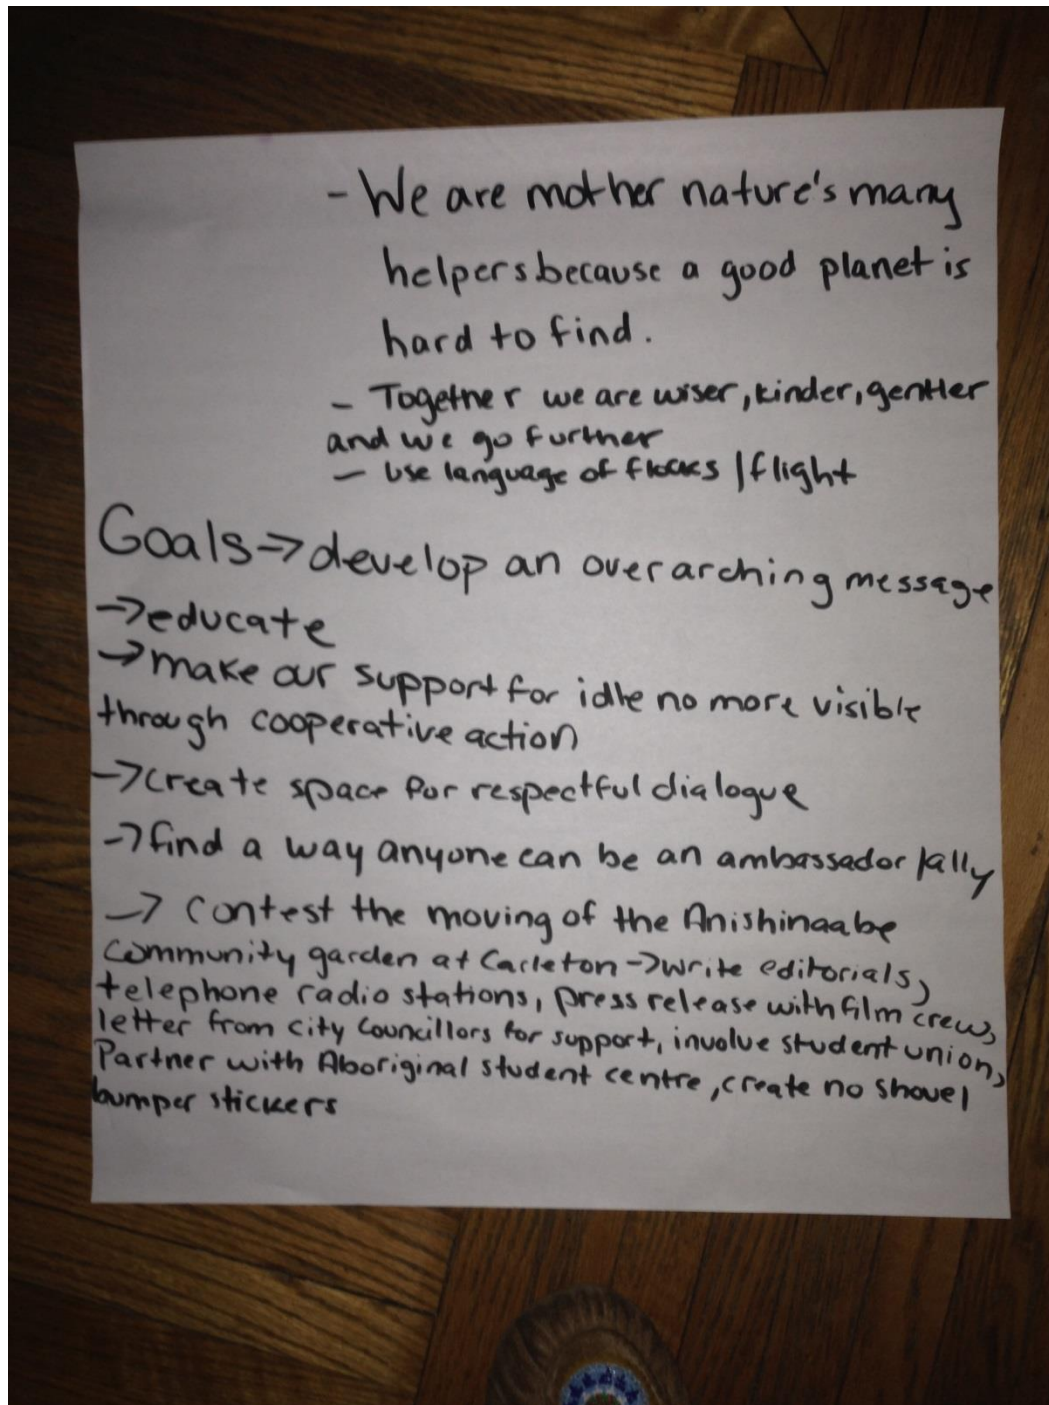 - We are mother nature's many
helpers because a good planet is
hard to find.
- Together we are wiser, kinder, gentler
and we go further
- Use language of flocks / flight
Goals → develop an overarching message
→ educate
→ make our support for idle no more visible
through cooperative action
→ create space for respectful dialogue
→ find a way anyone can be an ambassador / ally
→ contest the moving of the Anishinaabe
community garden at Carleton → write editorials,
telephone radio stations, press release with film crew,
letter from city councillors for support, involve student union,
Partner with Aboriginal student centre, create no shovel
bumper stickers